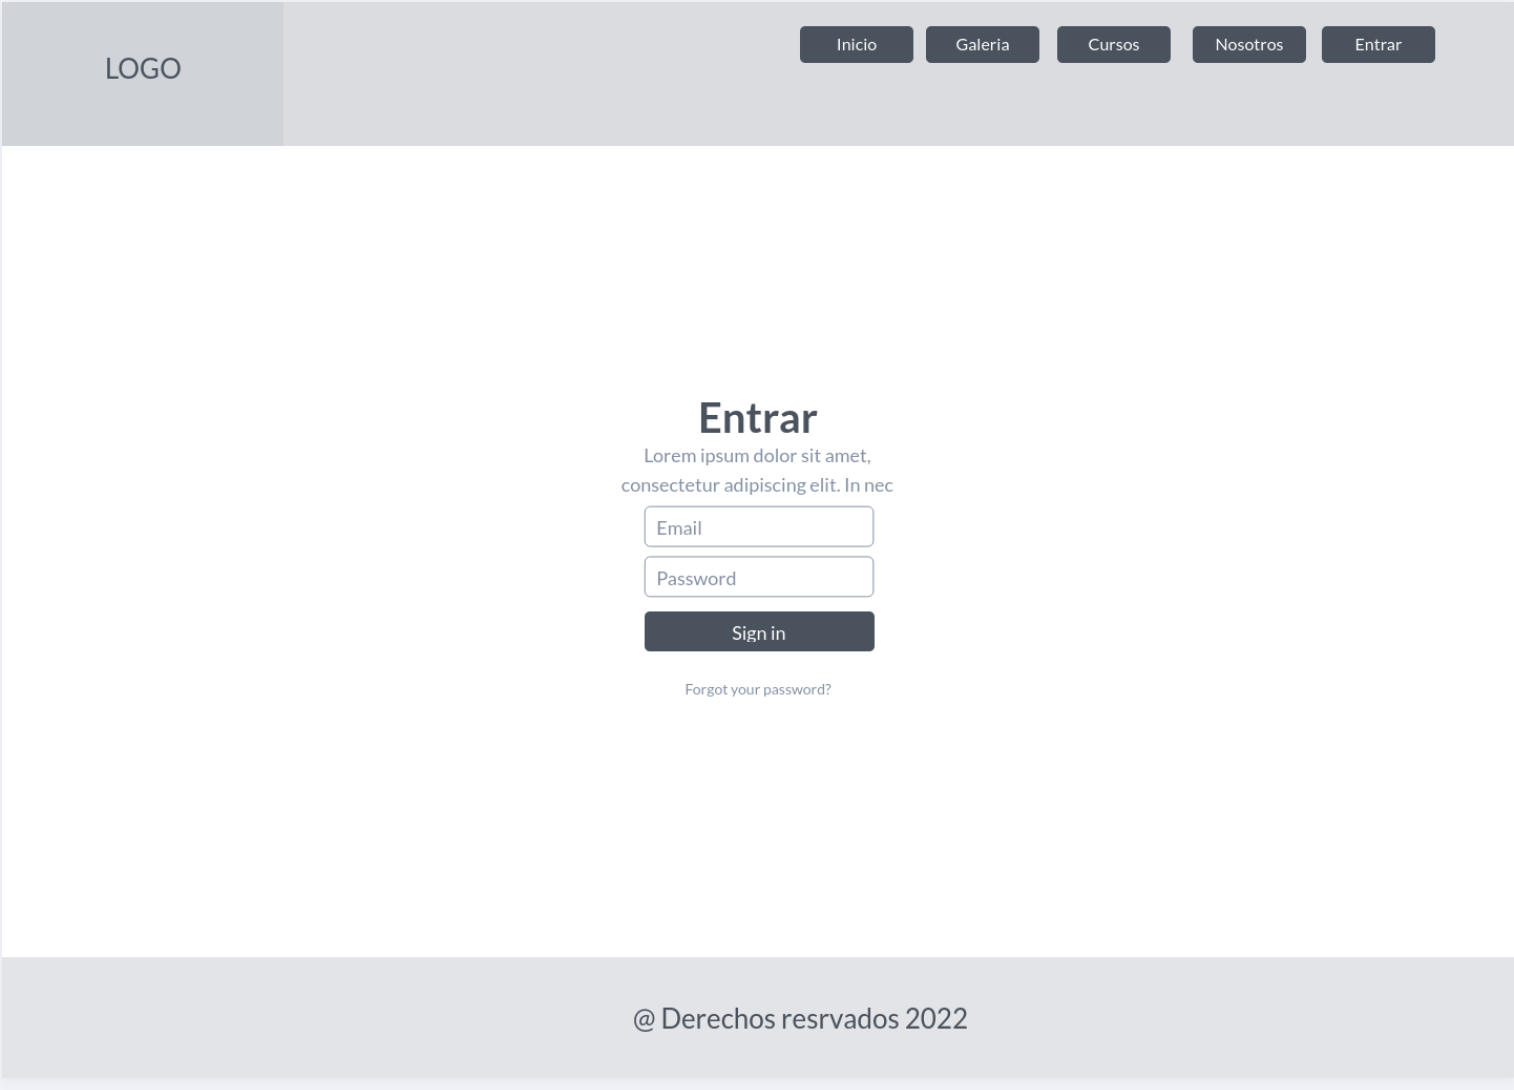 LOGO
Inicio
Galeria
Cursos
Nosotros
Entrar
Entrar
Lorem ipsum dolor sit amet,
consectetur adipiscing elit. In nec
Email
Password
Sign in
Forgot your password?
@ Derechos resrvados 2022